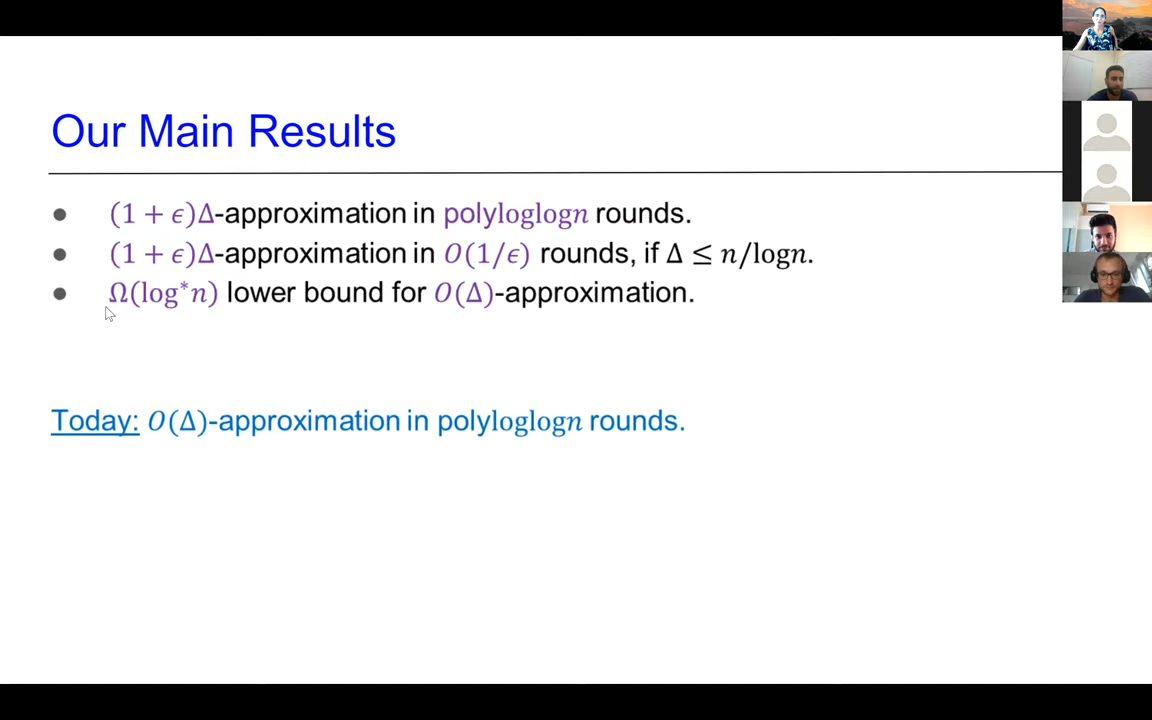 Our Main Results
● (1 + ϵ)Δ-approximation in polyloglogn rounds.
● (1 + ϵ)Δ-approximation in O(1/ϵ) rounds, if Δ ≤ n/logn.
● Ω(log*n) lower bound for O(Δ)-approximation.
Today: O(Δ)-approximation in polyloglogn rounds.